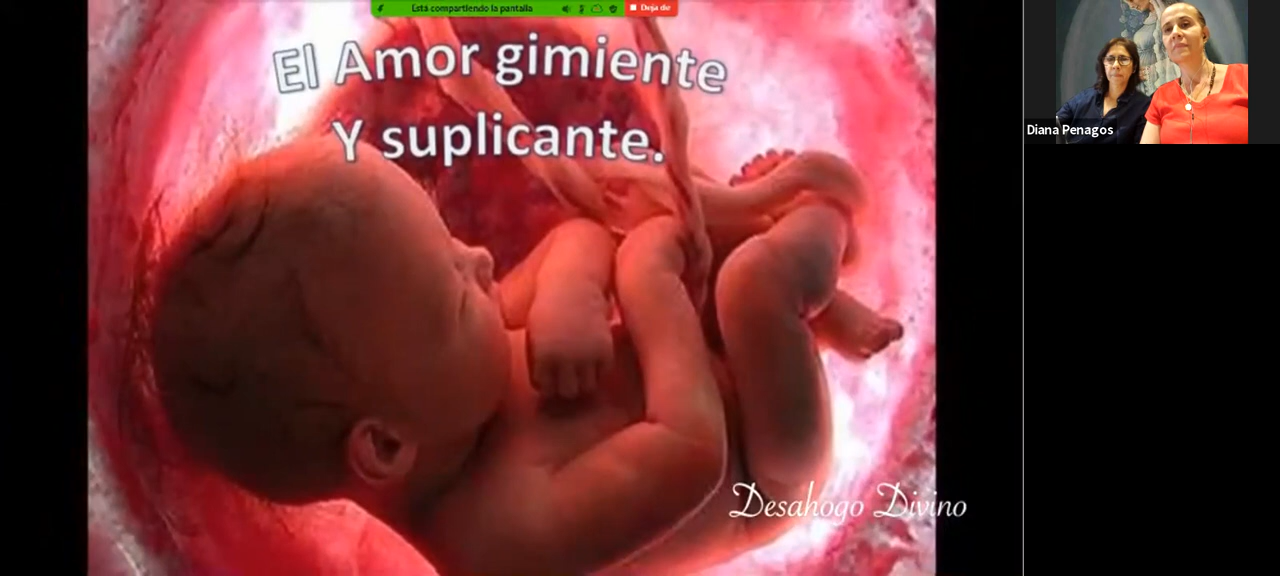 Está compartiendo la pantalla
Deja de
El Amor gimiente
Y suplicante.
Desahogo Divino
Diana Penagos